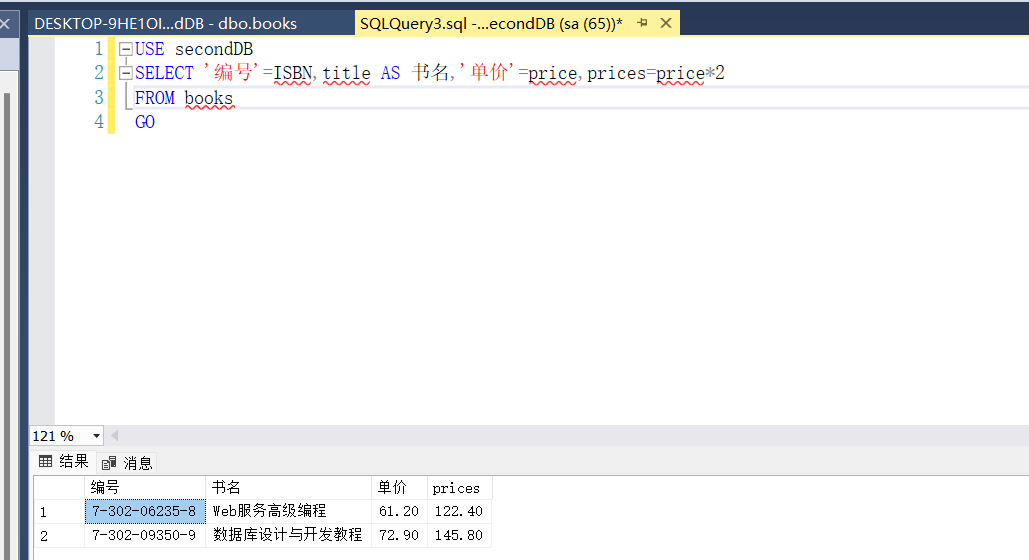 DESKTOP-9HE1OI...dDB - dbo.books
SQLQuery3.sql -...econdDB (sa (65))*
1 USE secondDB
2 SELECT '编号'=ISBN,title AS 书名,'单价'=price,prices=price*2
3 FROM books
4 GO
121 %
结果 消息
编号 书名 单价 prices
1 7-302-06235-8 Web服务高级编程 61.20 122.40
2 7-302-09350-9 数据库设计与开发教程 72.90 145.80